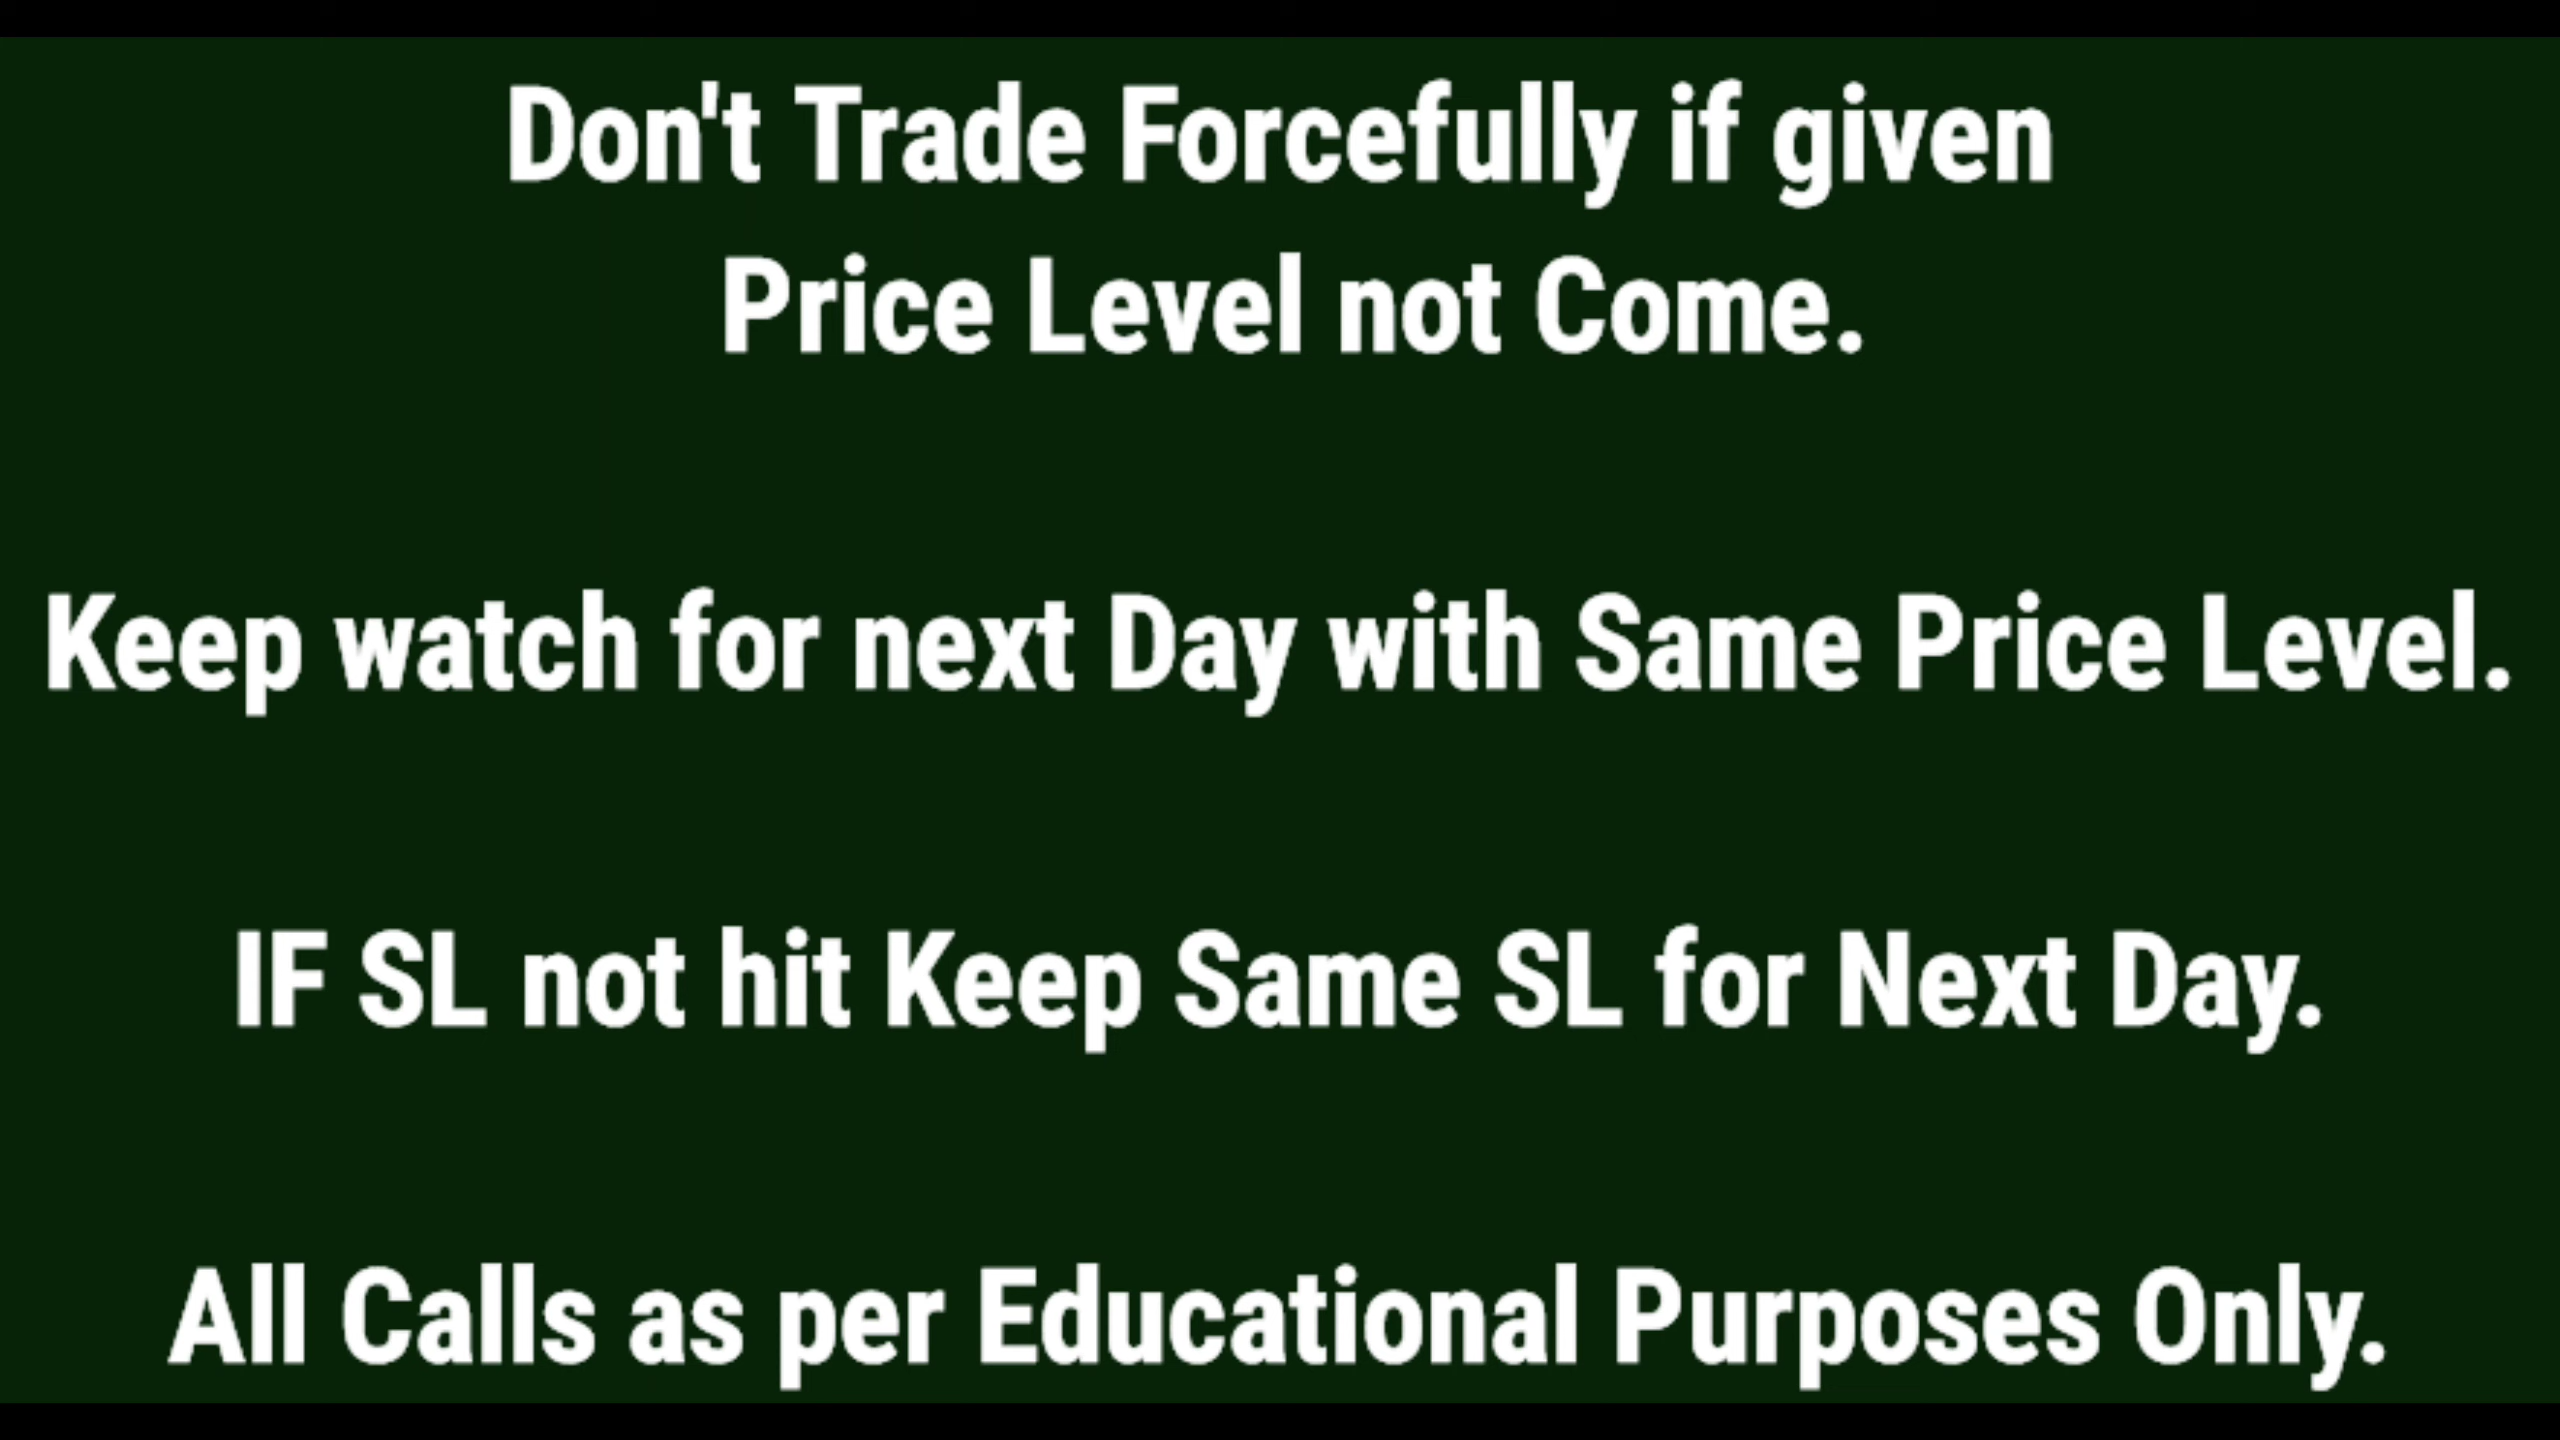 Don't Trade Forcefully if given
Price Level not Come.
Keep watch for next Day with Same Price Level.
IF SL not hit Keep Same SL for Next Day.
All Calls as per Educational Purposes Only.